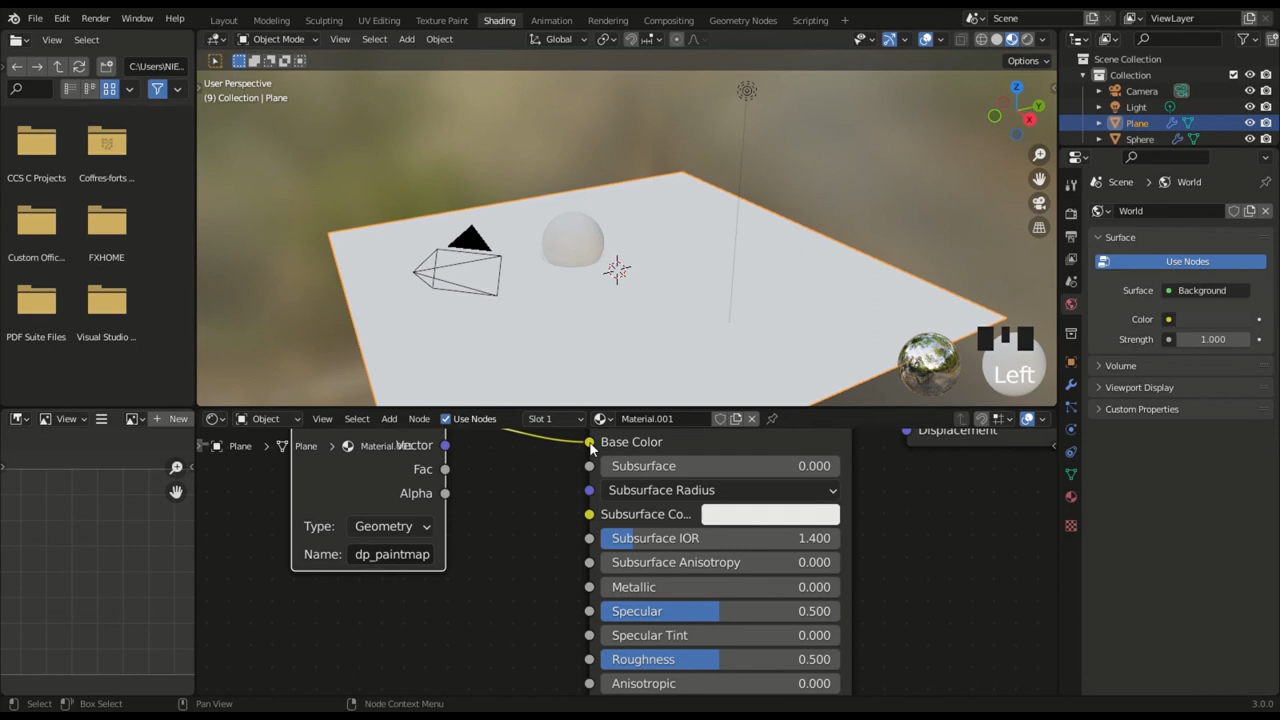 File Edit Render Window Help Layout Modeling Sculpting UV Editing Texture Paint Shading Animation Rendering Compositing Geometry Nodes Scripting + Scene ViewLayer
View Select Object Mode View Select Add Object Global
C:\Users\NIE... Options
User Perspective
(9) Collection | Plane
CCS C Projects Coffres-forts ...
Custom Offic... FXHOME
PDF Suite Files Visual Studio ...
X Y Z
Left
Scene Collection
Collection
Camera
Light
Plane
Sphere
Scene World
World
Surface
Use Nodes
Surface Background
Color
Strength 1.000
Volume
Viewport Display
Custom Properties
View + New Object View Select Add Node Use Nodes Slot 1 Material.001
Plane Plane
Vector
Fac
Alpha
Type: Geometry
Name: dp_paintmap
Base Color
Subsurface 0.000
Subsurface Radius
Subsurface Co...
Subsurface IOR 1.400
Subsurface Anisotropy 0.000
Metallic 0.000
Specular 0.500
Specular Tint 0.000
Roughness 0.500
Anisotropic 0.000
Displacement
Select Box Select Pan View Node Context Menu 3.0.0